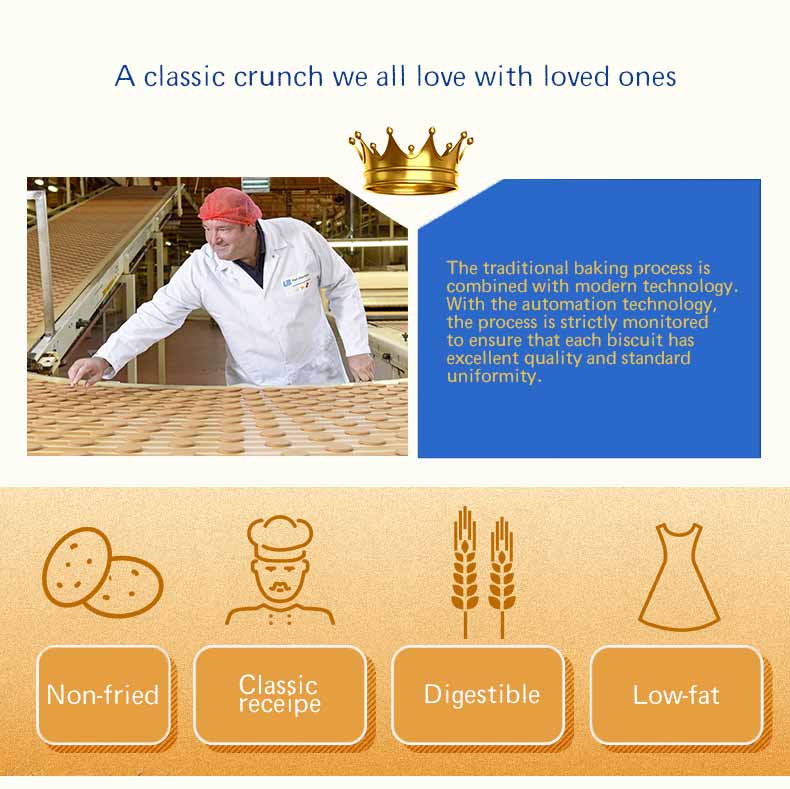 A classic crunch we all love with loved ones
The traditional baking process is
combined with modern technology.
With the automation technology,
the process is strictly monitored
to ensure that each biscuit has
excellent quality and standard
uniformity.
Non-fried
Classic
receipe
Digestible
Low-fat